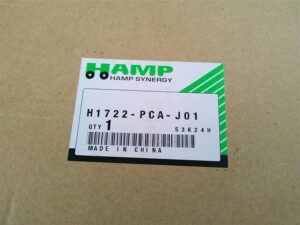 HAMP
HAMP SYNERGY
H1722-PCA-J01
QTY 1 S3K24H
MADE IN CHINA